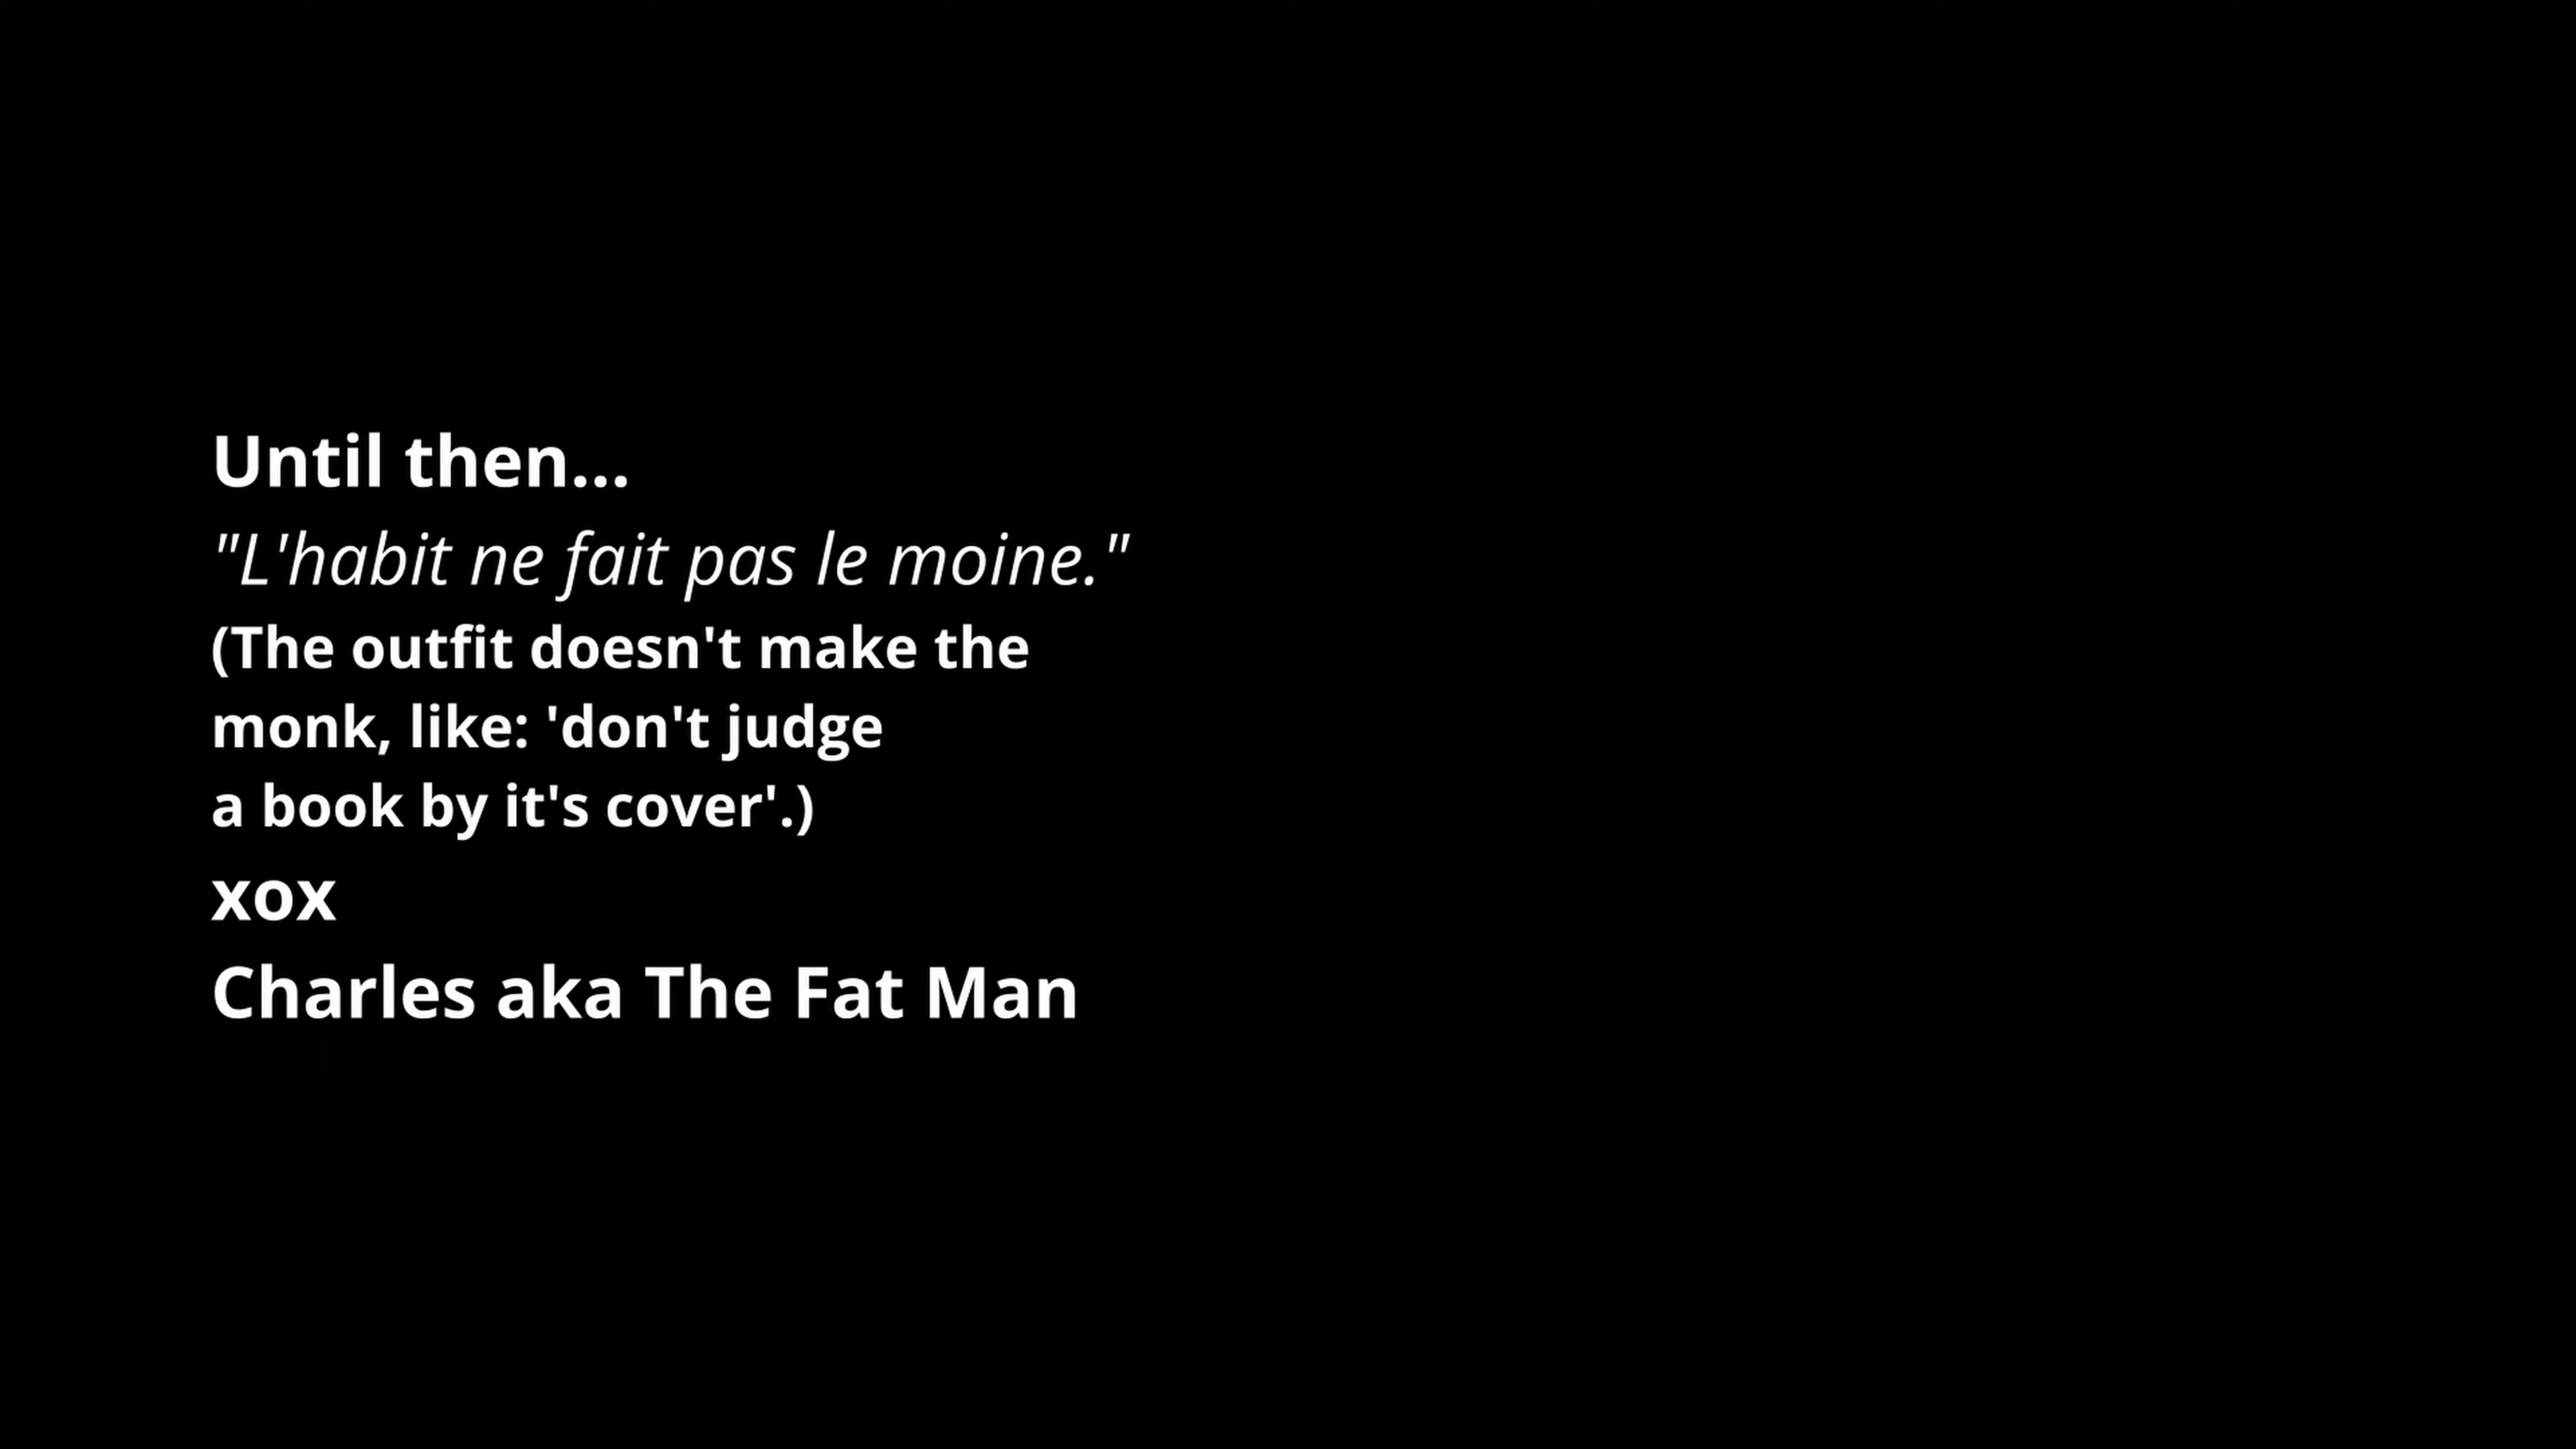 Until then...
"L'habit ne fait pas le moine."
(The outfit doesn't make the
monk, like: 'don't judge
a book by it's cover'.)
xox
Charles aka The Fat Man